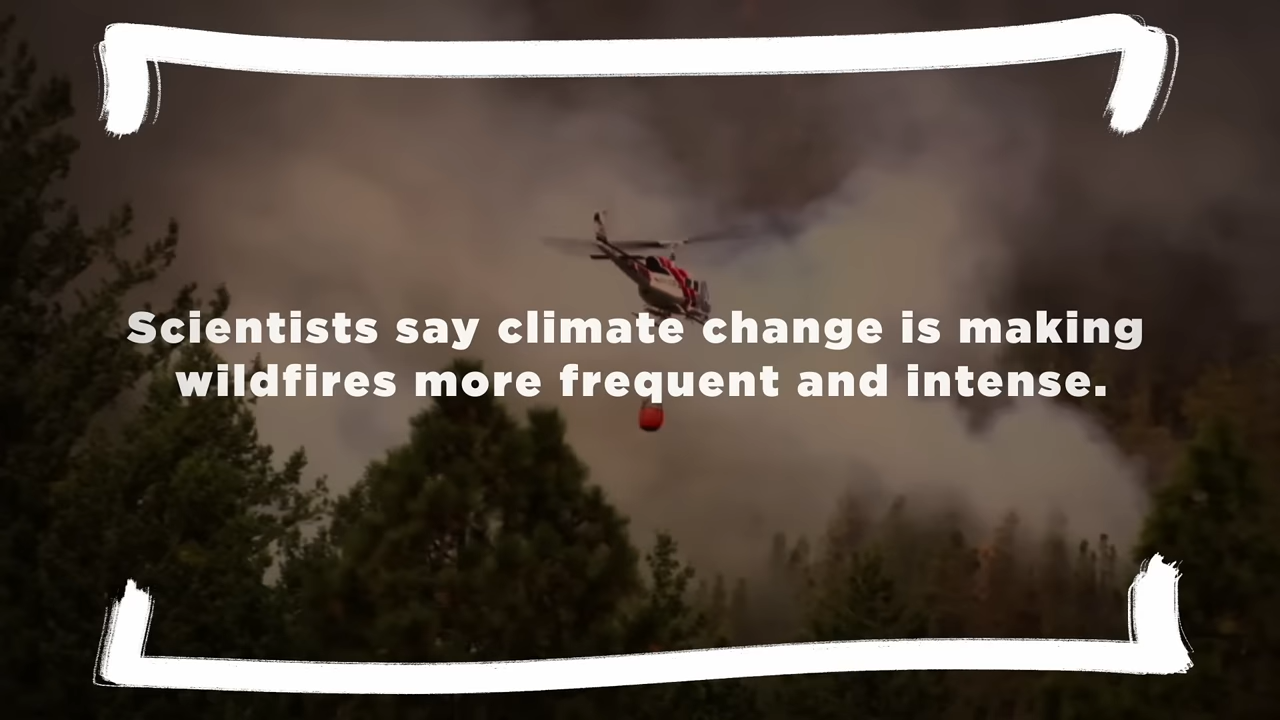 Scientists say climate change is making
wildfires more frequent and intense.